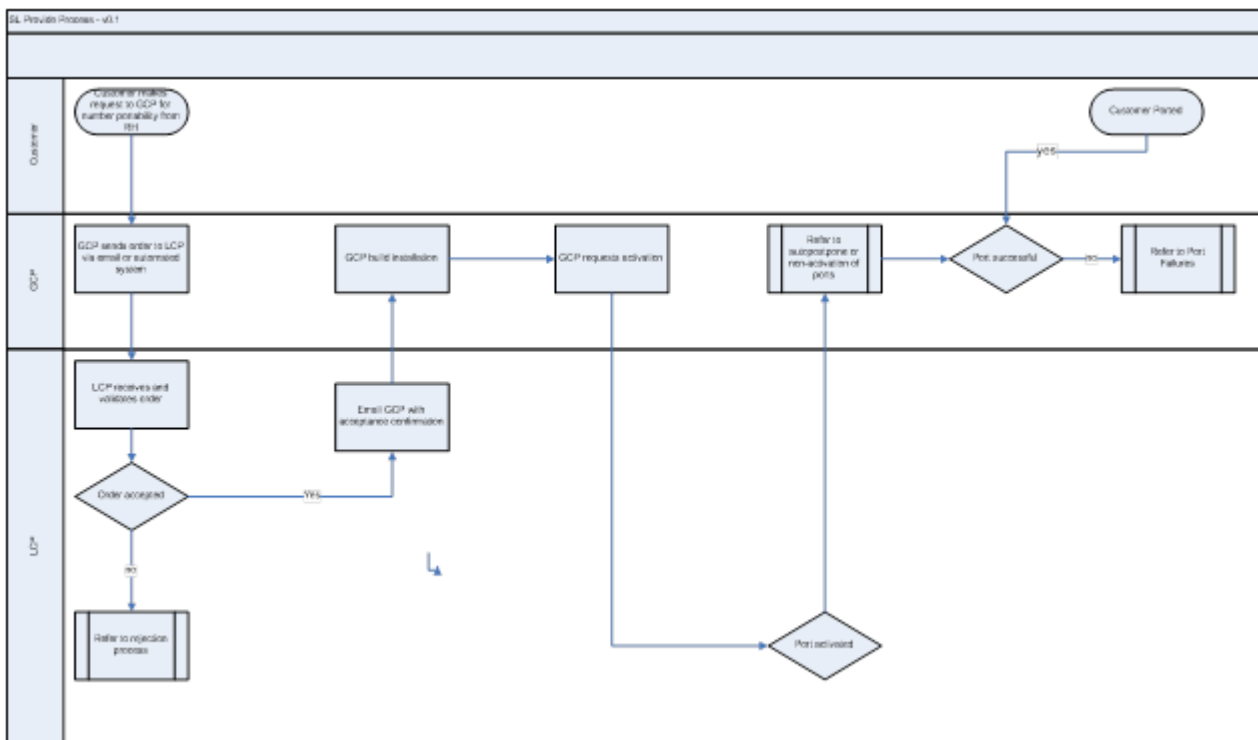 SL Provide Process - v0.1
Customer
Customer makes
request to GCP for
number portability from
RH
Customer Ported
yes
GCP
GCP sends order to LCP
via email or automated
system
GCP build installation
GCP requests activation
Refer to
autopostpone or
non-activation of
ports
Port successful
no
Refer to Port
Failures
LCP
LCP receives and
validates order
Email GCP with
acceptance confirmation
Order accepted
Yes
no
Refer to rejection
process
Port activated